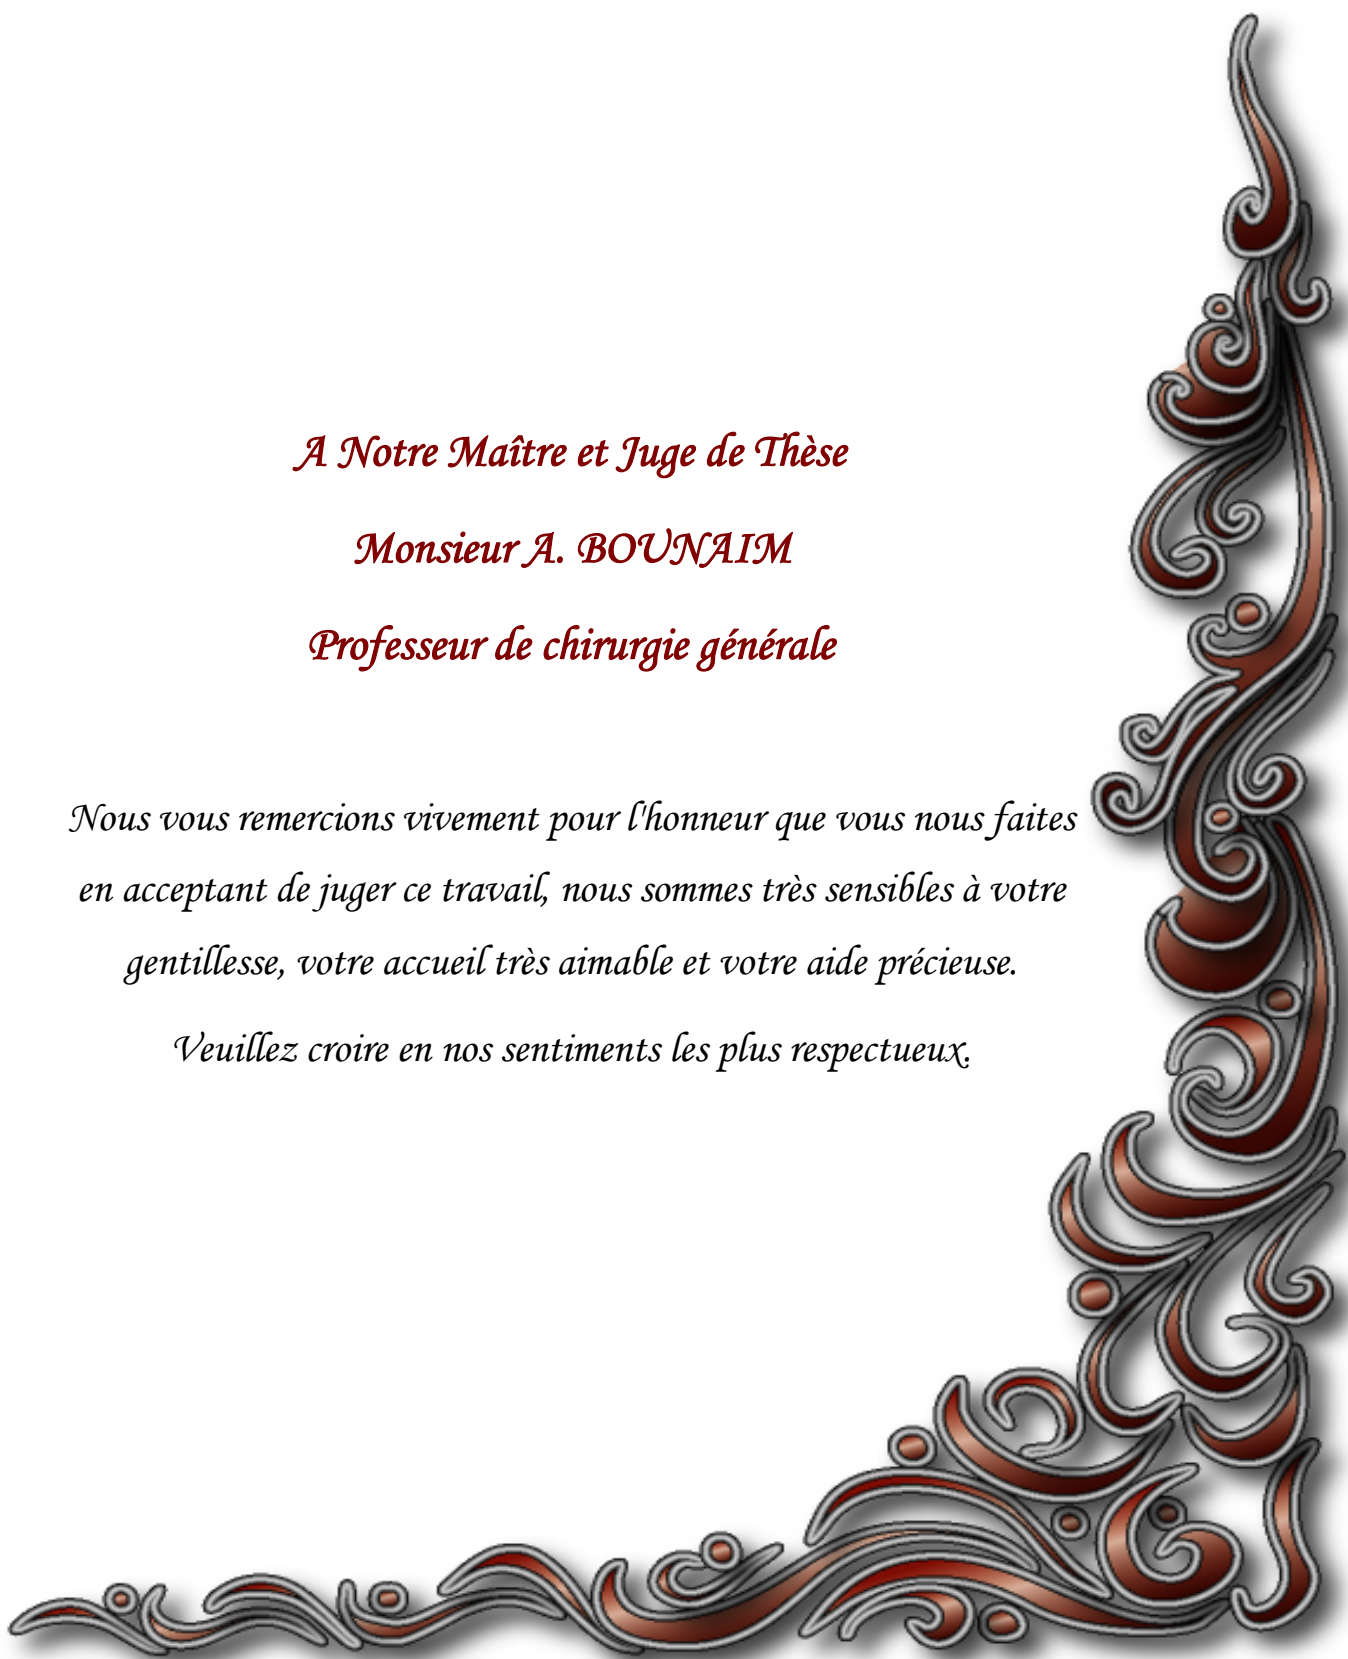 A Notre Maître et Juge de Thèse
Monsieur A. BOUNAIM
Professeur de chirurgie générale
Nous vous remercions vivement pour l'honneur que vous nous faites
en acceptant de juger ce travail, nous sommes très sensibles à votre
gentillesse, votre accueil très aimable et votre aide précieuse.
Veuillez croire en nos sentiments les plus respectueux.